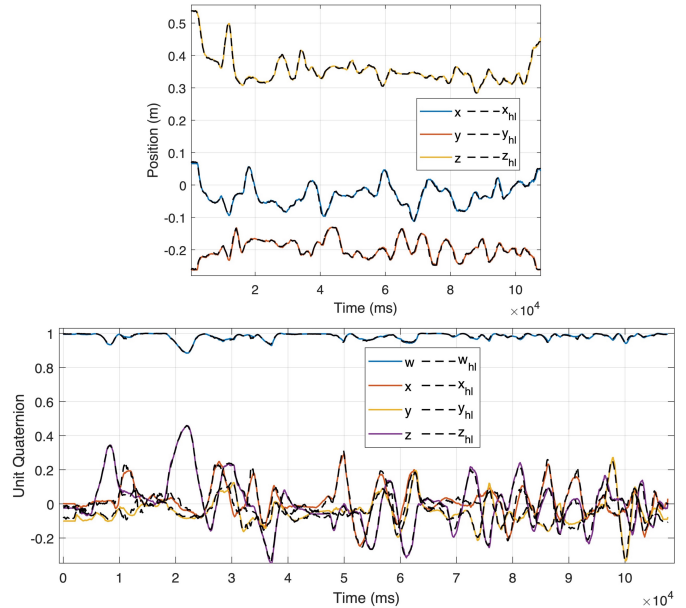 0.5
0.4
0.3
0.2
0.1
0
-0.1
-0.2
Position (m)
x x_hl
y y_hl
z z_hl
2 4 6 8 10
Time (ms)
×10^4
1
0.8
0.6
0.4
0.2
0
-0.2
Unit Quaternion
w w_hl
x x_hl
y y_hl
z z_hl
0 1 2 3 4 5 6 7 8 9 10
Time (ms)
×10^4